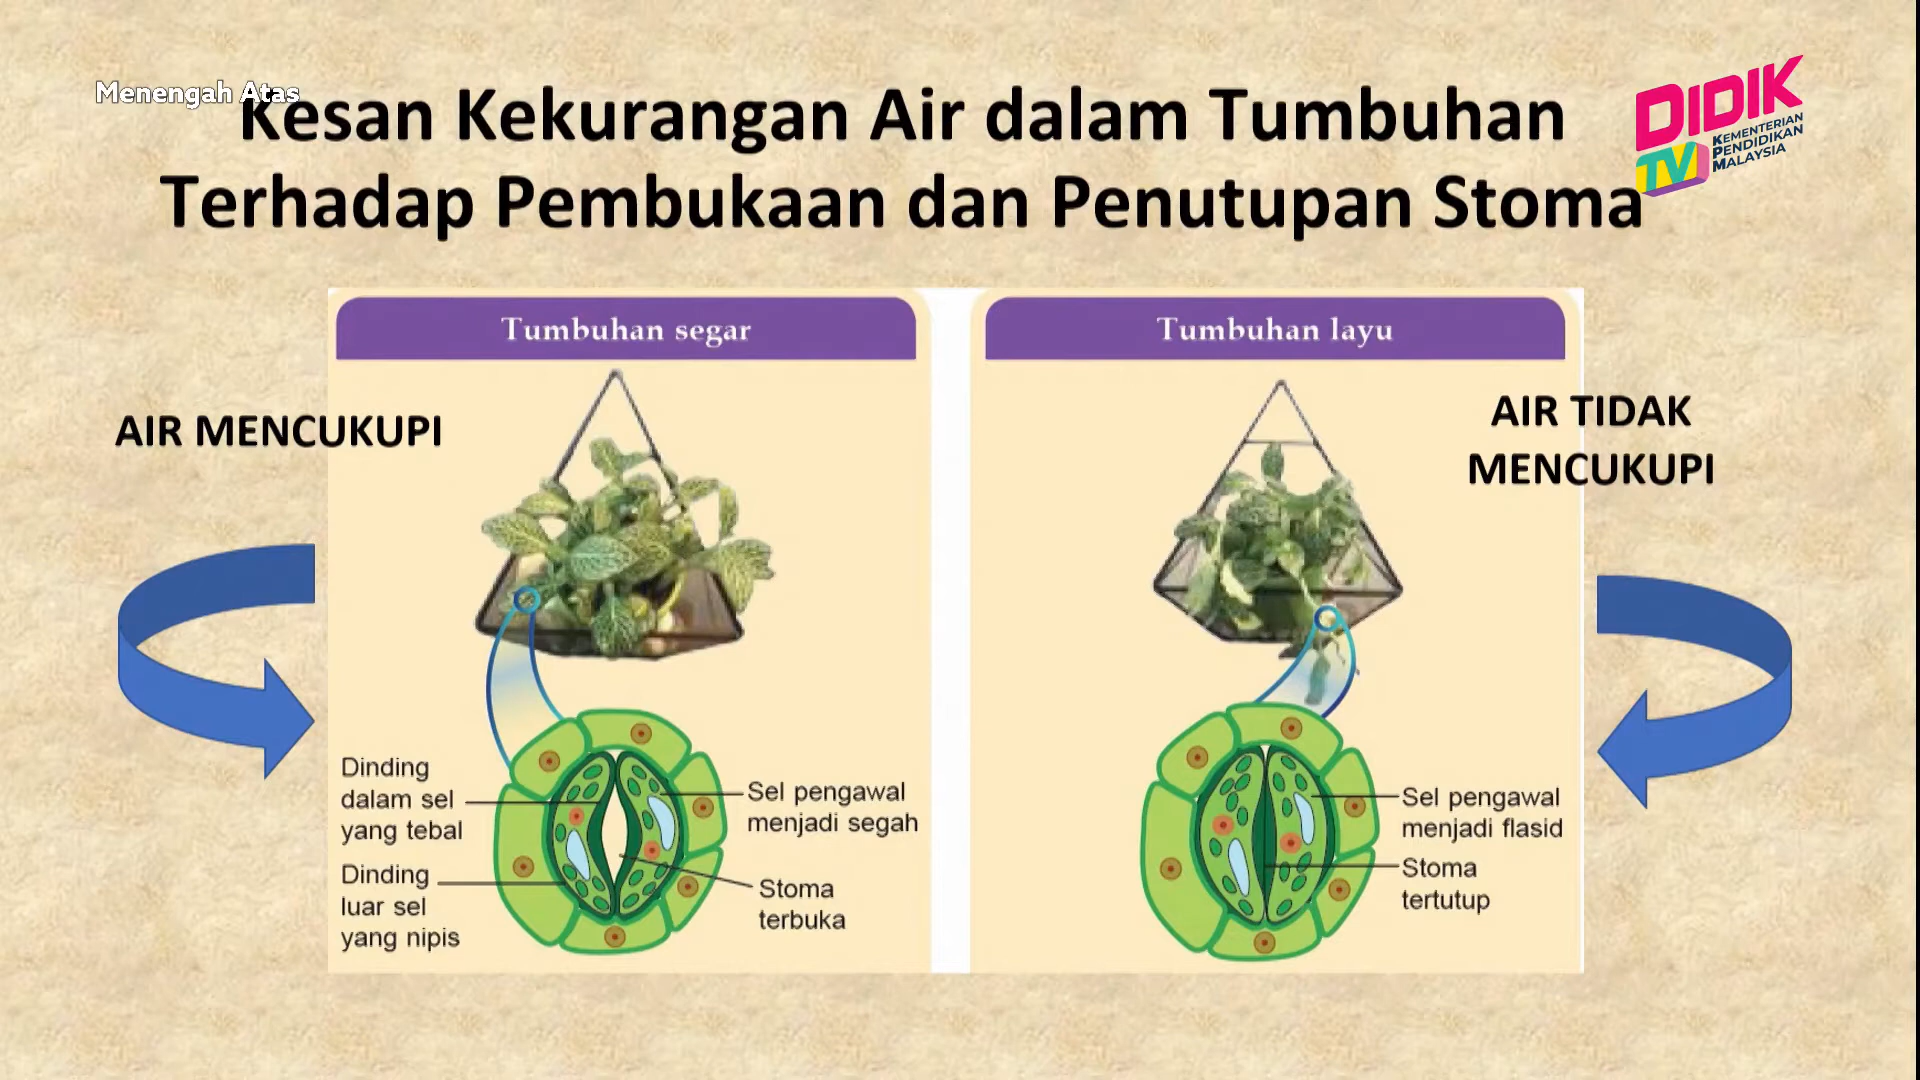 Menengah Atas
Kesan Kekurangan Air dalam Tumbuhan
Terhadap Pembukaan dan Penutupan Stoma
DIDIK
TV
KEMENTERIAN
PENDIDIKAN
MALAYSIA
Tumbuhan segar
AIR MENCUKUPI
Dinding
dalam sel
yang tebal
Dinding
luar sel
yang nipis
Sel pengawal
menjadi segah
Stoma
terbuka
Tumbuhan layu
AIR TIDAK
MENCUKUPI
Sel pengawal
menjadi flasid
Stoma
tertutup